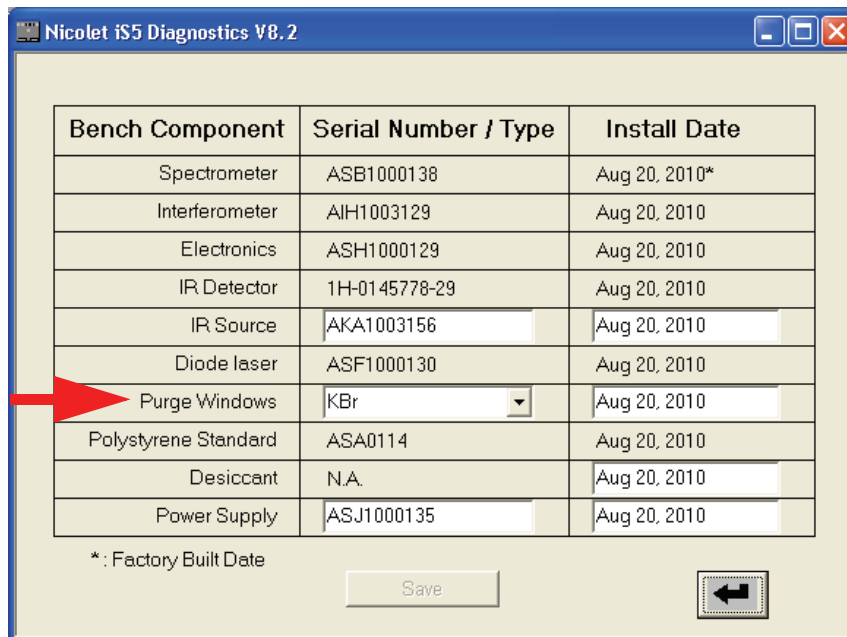 Nicolet iS5 Diagnostics V8.2
Bench Component Serial Number / Type Install Date
Spectrometer ASB1000138 Aug 20, 2010*
Interferometer AIH1003129 Aug 20, 2010
Electronics ASH1000129 Aug 20, 2010
IR Detector 1H-0145778-29 Aug 20, 2010
IR Source AKA1003156 Aug 20, 2010
Diode laser ASF1000130 Aug 20, 2010
Purge Windows KBr Aug 20, 2010
Polystyrene Standard ASA0114 Aug 20, 2010
Desiccant N.A. Aug 20, 2010
Power Supply ASJ1000135 Aug 20, 2010
* : Factory Built Date
Save